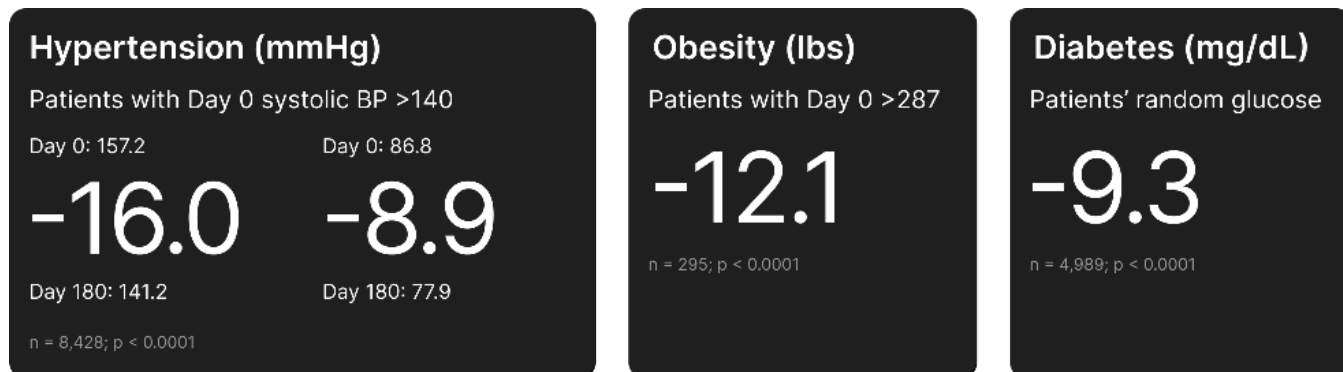 Hypertension (mmHg)
Patients with Day 0 systolic BP >140
Day 0: 157.2
-16.0
Day 180: 141.2
Day 0: 86.8
-8.9
Day 180: 77.9
n = 8,428; p < 0.0001
Obesity (lbs)
Patients with Day 0 >287
-12.1
n = 295; p < 0.0001
Diabetes (mg/dL)
Patients’ random glucose
-9.3
n = 4,989; p < 0.0001